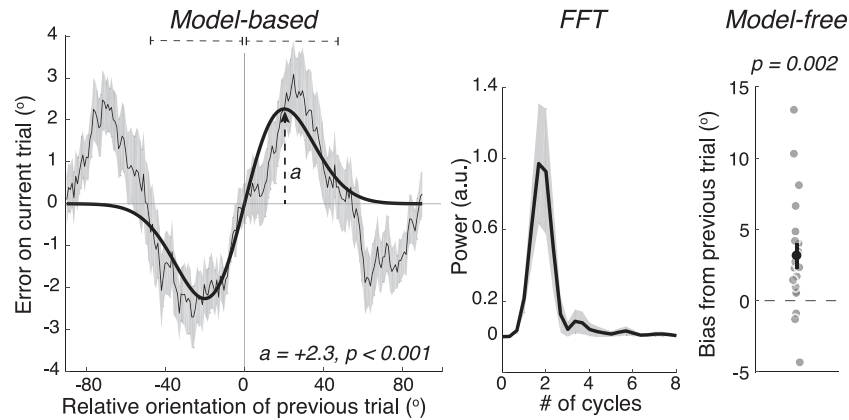 Model-based
Error on current trial (º)
4
3
2
1
0
-1
-2
-3
-4
a
a = +2.3, p < 0.001
-80
-40
0
40
80
Relative orientation of previous trial (º)
FFT
Power (a.u.)
1.4
1.0
0.6
0.2
0
0
2
4
6
8
# of cycles
Model-free
p = 0.002
Bias from previous trial (º)
15
10
5
0
-5